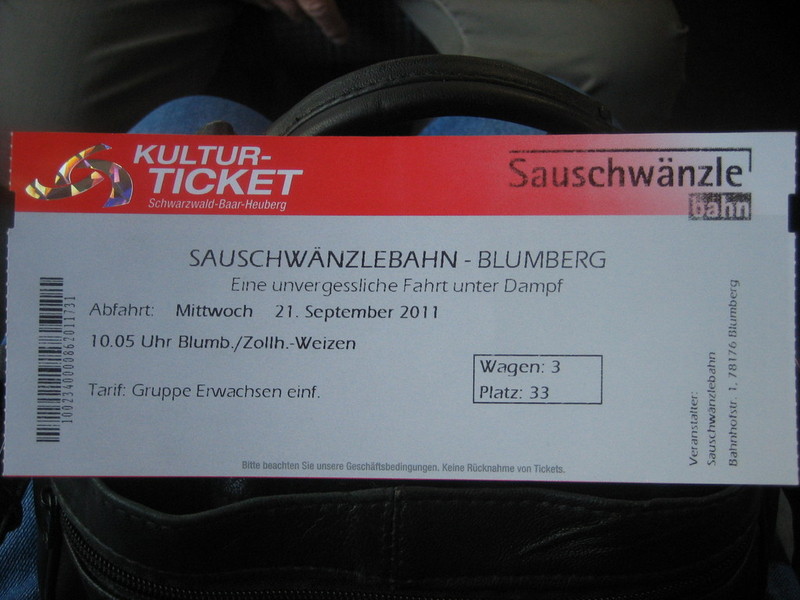 KULTUR-
TICKET
Schwarzwald-Baar-Heuberg
Sauschwänzle
bahn
SAUSCHWÄNZLEBAHN - BLUMBERG
Eine unvergessliche Fahrt unter Dampf
Abfahrt: Mittwoch 21. September 2011
10.05 Uhr Blumb./Zollh.-Weizen
Wagen: 3
Platz: 33
Tarif: Gruppe Erwachsen einf.
Bitte beachten Sie unsere Geschäftsbedingungen. Keine Rücknahme von Tickets.
1002340000862011731
Veranstalter:
Sauschwänzlebahn
Bahnhofstr. 1, 78176 Blumberg